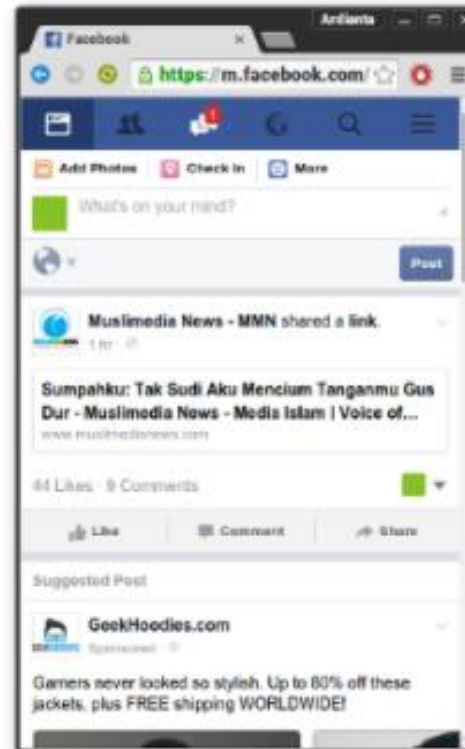 Ardianta
Facebook
https://m.facebook.com/
1
Add Photos
Check In
More
What's on your mind?
Post
Muslimedia News - MMN shared a link.
1 hr
Sumpahku: Tak Sudi Aku Mencium Tanganmu Gus
Dur - Muslimedia News - Media Islam | Voice of...
www.muslimedianews.com
44 Likes · 9 Comments
Like
Comment
Share
Suggested Post
GeekHoodies.com
Sponsored
Gamers never looked so stylish. Up to 80% off these
jackets, plus FREE shipping WORLDWIDE!